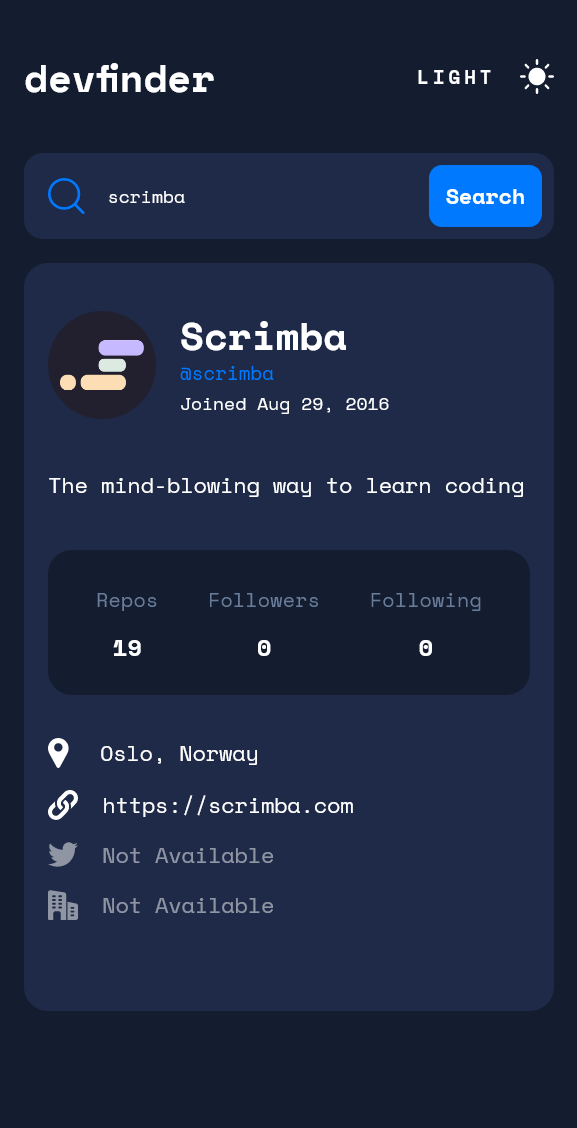 devfinder
LIGHT
scrimba
Search
Scrimba
@scrimba
Joined Aug 29, 2016
The mind-blowing way to learn coding
Repos Followers Following
19 0 0
Oslo, Norway
https://scrimba.com
Not Available
Not Available